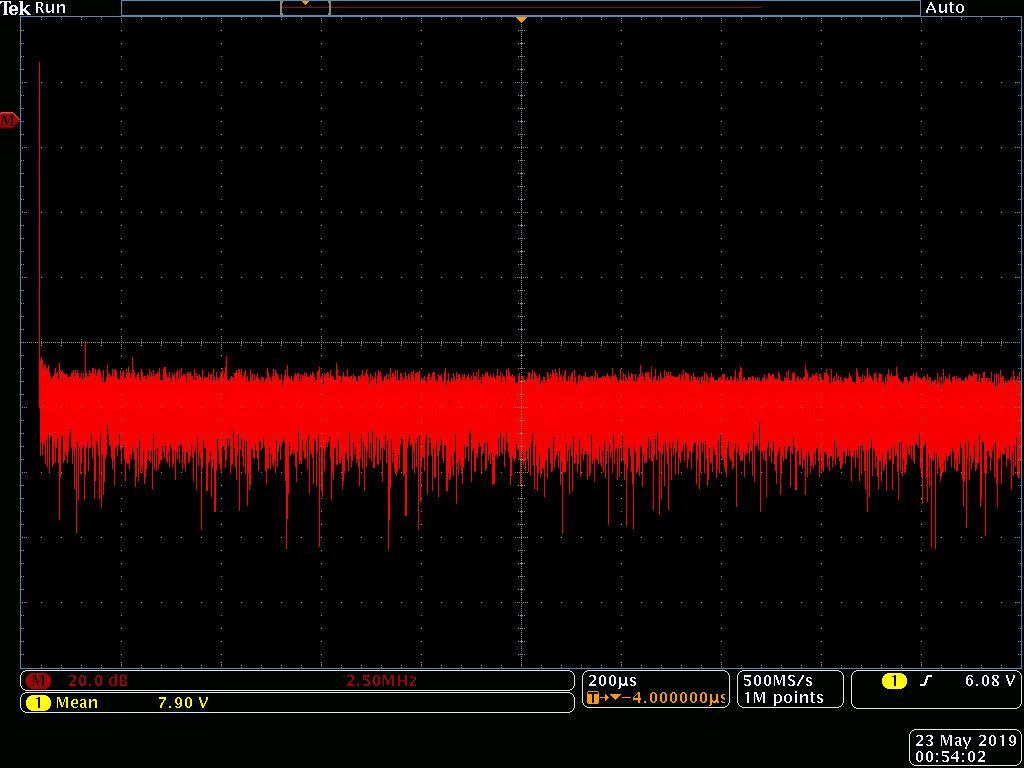 Tek Run
Auto
M
M 20.0 dB 2.50MHz
1 Mean 7.90 V
200µs
T→▼−4.000000µs
500MS/s
1M points
1 6.08 V
23 May 2019
00:54:02